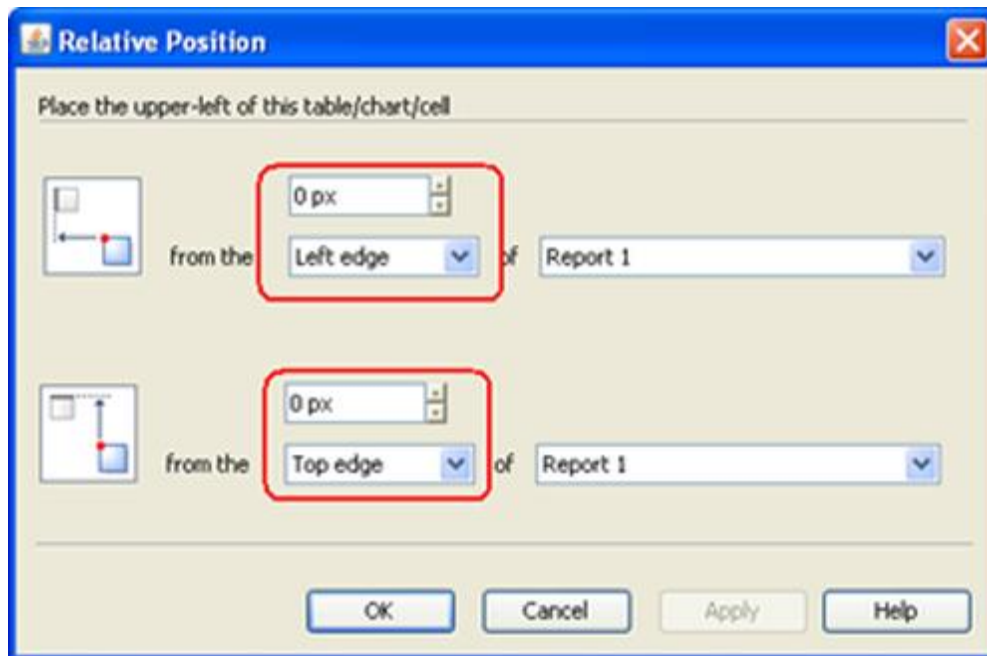 Relative Position
Place the upper-left of this table/chart/cell
0 px
from the Left edge of Report 1
0 px
from the Top edge of Report 1
OK Cancel Apply Help